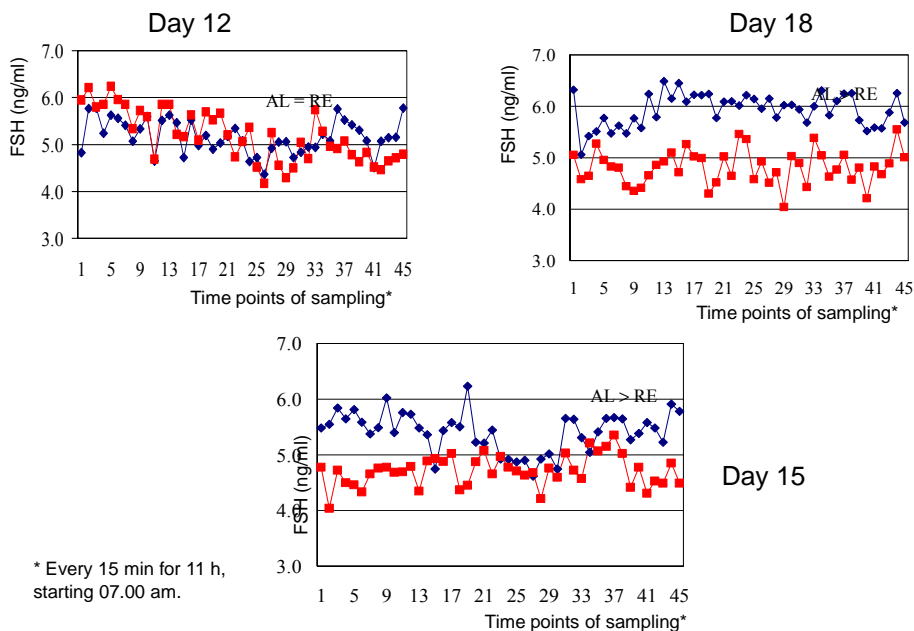 Day 12
FSH (ng/ml)
7.0
6.0
5.0
4.0
3.0
AL = RE
1 5 9 13 17 21 25 29 33 37 41 45
Time points of sampling*
Day 18
FSH (ng/ml)
7.0
6.0
5.0
4.0
3.0
AL RE
1 5 9 13 17 21 25 29 33 37 41 45
Time points of sampling*
FSH (ng/ml)
7.0
6.0
5.0
4.0
3.0
AL > RE
1 5 9 13 17 21 25 29 33 37 41 45
Time points of sampling*
Day 15
* Every 15 min for 11 h,
starting 07.00 am.